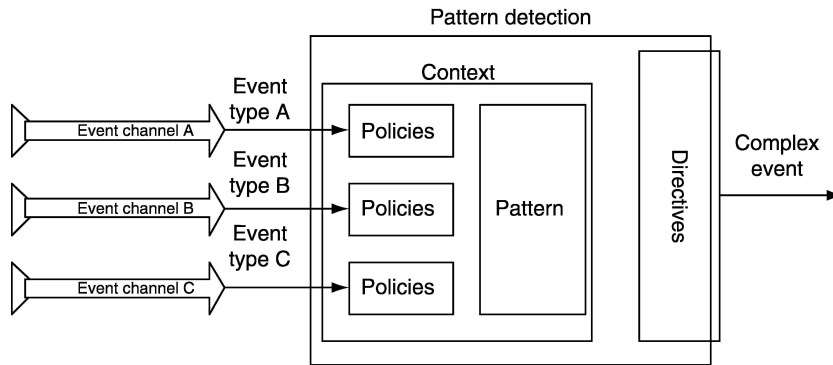 Pattern detection
Context
Event
type A
Event channel A
Policies
Event
type B
Event channel B
Policies
Event
type C
Event channel C
Policies
Pattern
Directives
Complex
event